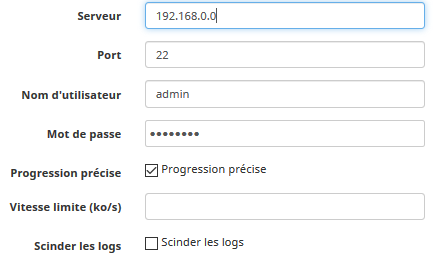 Serveur 192.168.0.0
Port 22
Nom d'utilisateur admin
Mot de passe ••••••••
Progression précise Progression précise
Vitesse limite (ko/s)
Scinder les logs Scinder les logs